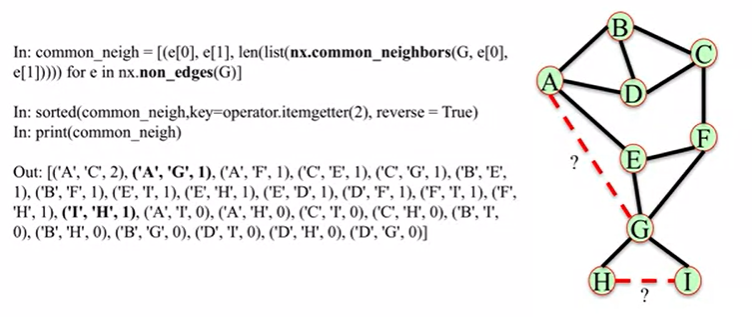 In: common_neigh = [(e[0], e[1], len(list(nx.common_neighbors(G, e[0],
e[1])))) for e in nx.non_edges(G)]
In: sorted(common_neigh,key=operator.itemgetter(2), reverse = True)
In: print(common_neigh)
Out: [('A', 'C', 2), ('A', 'G', 1), ('A', 'F', 1), ('C', 'E', 1), ('C', 'G', 1), ('B', 'E',
1), ('B', 'F', 1), ('E', 'I', 1), ('E', 'H', 1), ('E', 'D', 1), ('D', 'F', 1), ('F', 'I', 1), ('F',
'H', 1), ('I', 'H', 1), ('A', 'I', 0), ('A', 'H', 0), ('C', 'I', 0), ('C', 'H', 0), ('B', 'I',
0), ('B', 'H', 0), ('B', 'G', 0), ('D', 'I', 0), ('D', 'H', 0), ('D', 'G', 0)]
B
C
A
D
F
E
?
G
H
I
?